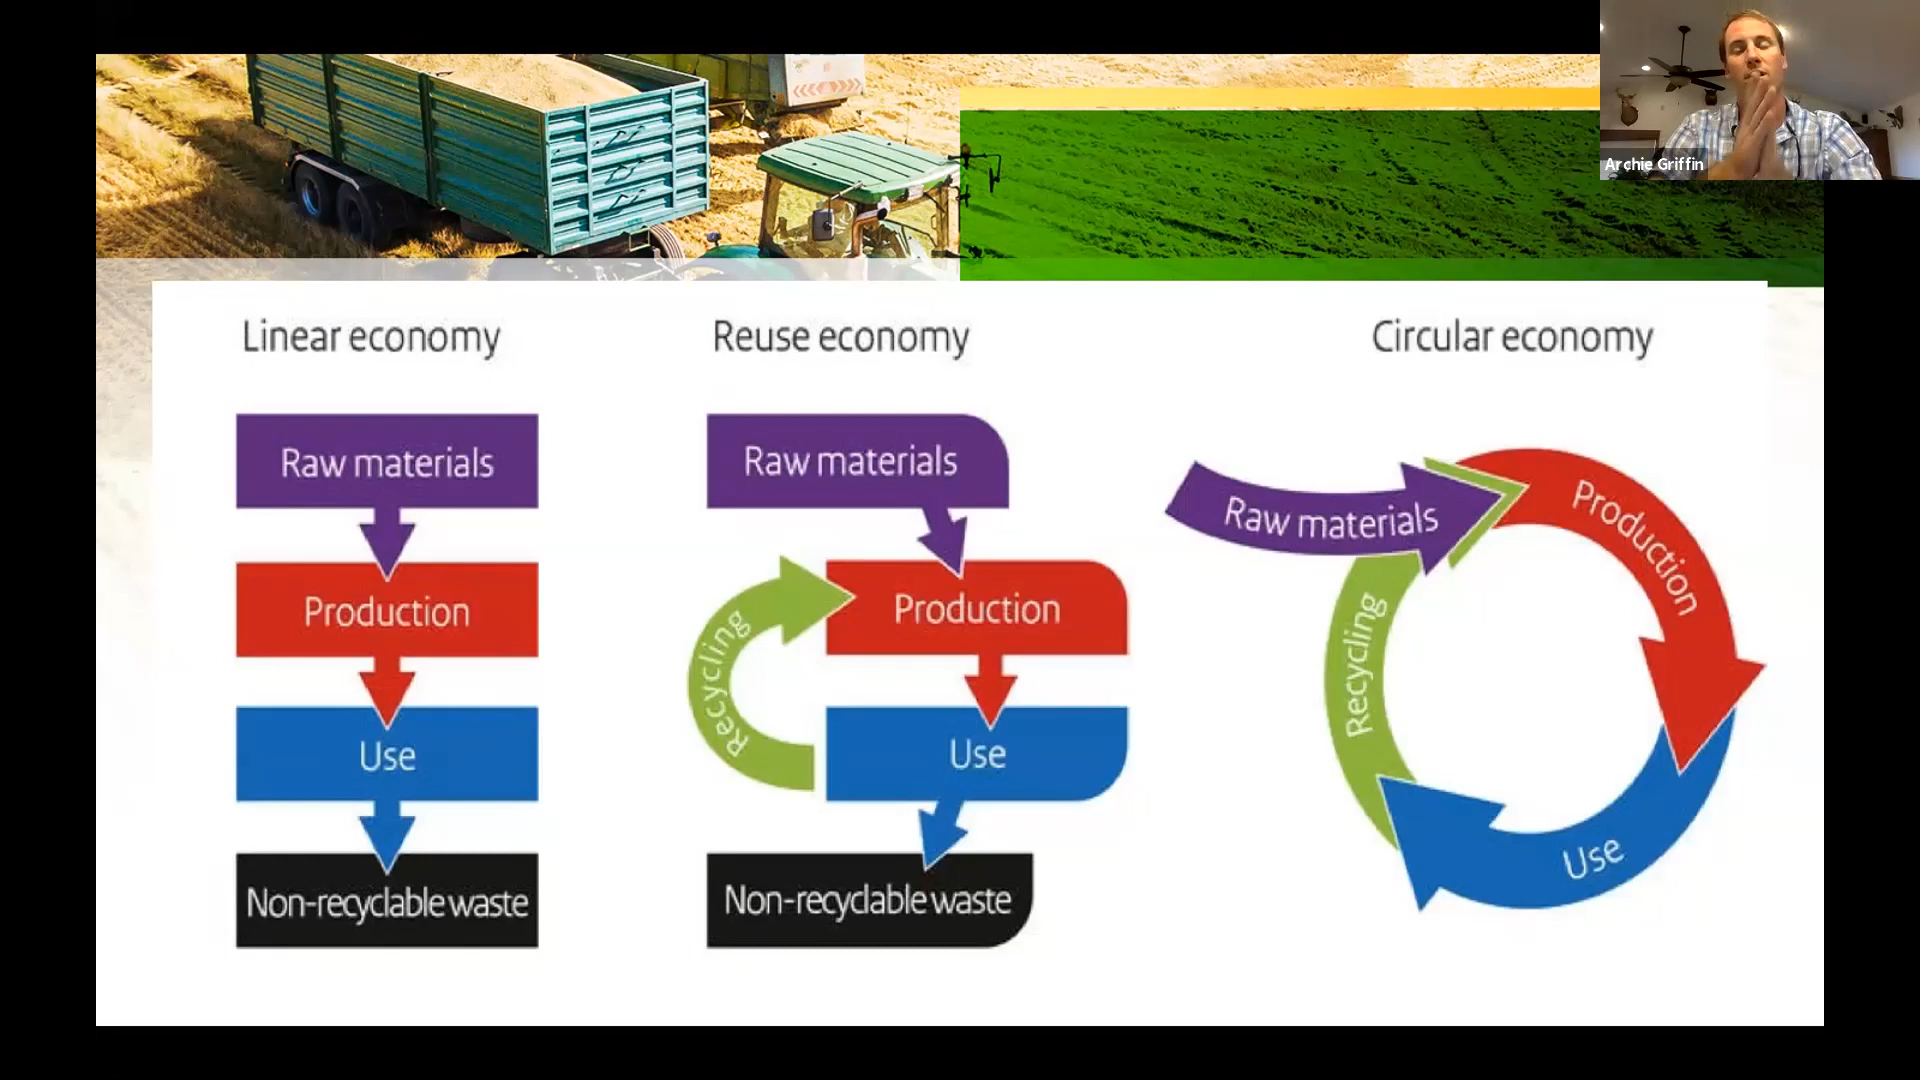 Archie Griffin
Linear economy
Raw materials
Production
Use
Non-recyclable waste
Reuse economy
Raw materials
Recycling
Production
Use
Non-recyclable waste
Circular economy
Raw materials
Production
Recycling
Use